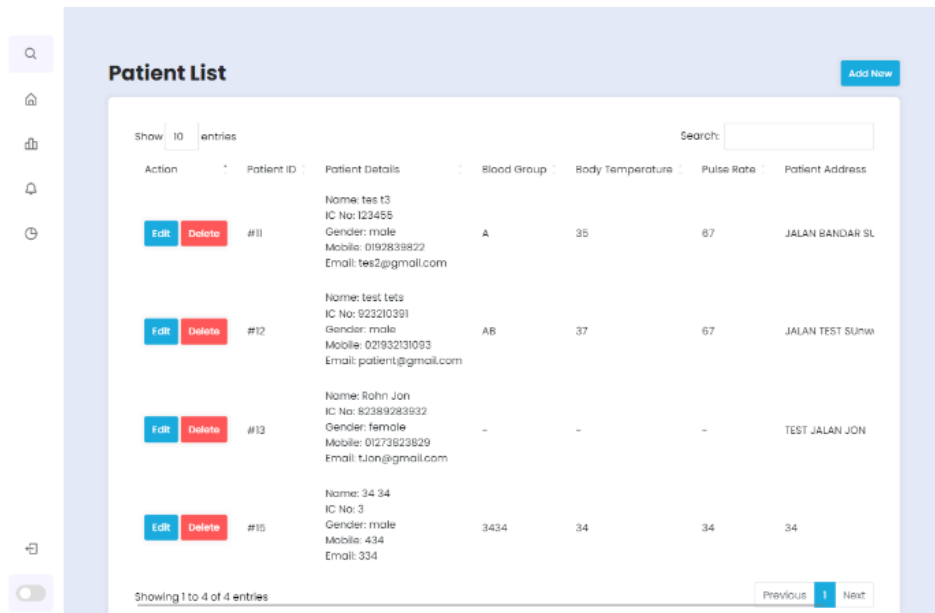 Patient List
Add New
Show 10 entries
Search:
Action Patient ID Patient Details Blood Group Body Temperature Pulse Rate Patient Address
Name: tes t3
IC No: 123455
Gender: male
Edit Delete #11 A 35 67 JALAN BANDAR SU
Mobile: 0192839822
Email: tes2@gmail.com
Name: test tets
IC No: 923210391
Gender: male
Edit Delete #12 AB 37 67 JALAN TEST SUnw
Mobile: 021932131093
Email: patient@gmail.com
Name: Rohn Jon
IC No: 82389283932
Gender: female
Edit Delete #13 - - - TEST JALAN JON
Mobile: 01273823829
Email: tJon@gmail.com
Name: 34 34
IC No: 3
Gender: male
Edit Delete #15 3434 34 34 34
Mobile: 434
Email: 334
Showing 1 to 4 of 4 entries
Previous 1 Next